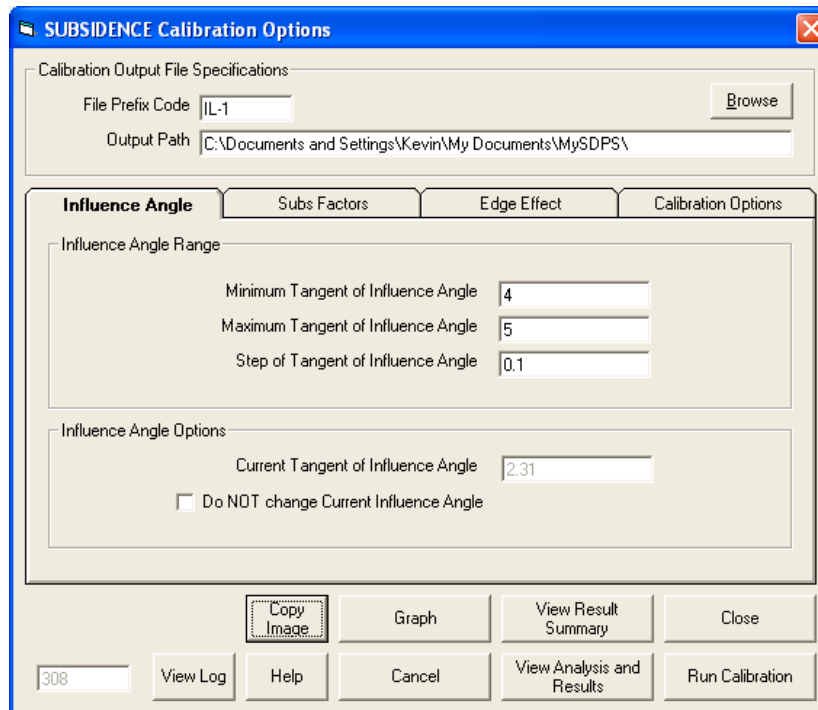 SUBSIDENCE Calibration Options
Calibration Output File Specifications
File Prefix Code IL-1
Browse
Output Path C:\Documents and Settings\Kevin\My Documents\MySDPS\
Influence Angle Subs Factors Edge Effect Calibration Options
Influence Angle Range
Minimum Tangent of Influence Angle 4
Maximum Tangent of Influence Angle 5
Step of Tangent of Influence Angle 0.1
Influence Angle Options
Current Tangent of Influence Angle 2.31
Do NOT change Current Influence Angle
Copy
Image
Graph
View Result
Summary
Close
308
View Log
Help
Cancel
View Analysis and
Results
Run Calibration